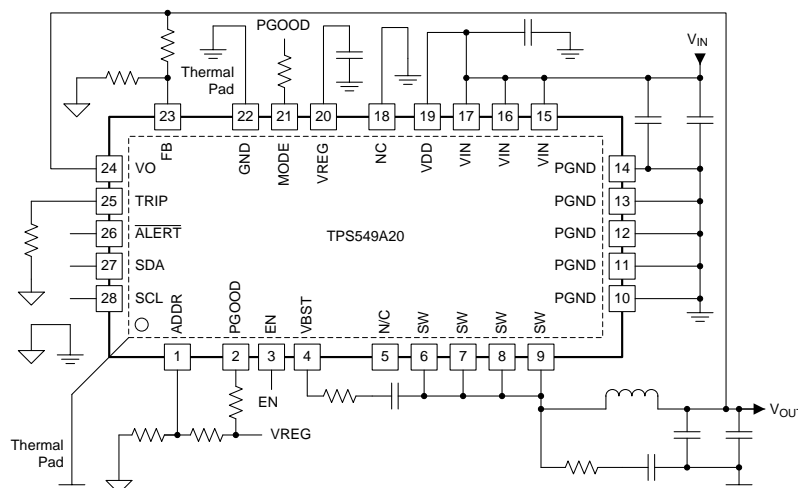 PGOOD
V_IN
Thermal
Pad
23 22 21 20 18 19 17 16 15
FB GND MODE VREG NC VDD VIN VIN VIN
24 VO PGND 14
25 TRIP PGND 13
26 ALERT TPS549A20 PGND 12
27 SDA PGND 11
28 SCL PGND 10
ADDR PGOOD EN VBST N/C SW SW SW SW
1 2 3 4 5 6 7 8 9
EN
V_OUT
VREG
Thermal
Pad